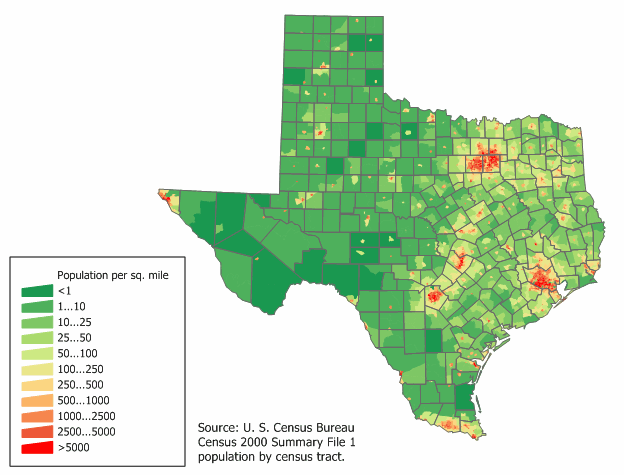 Population per sq. mile
<1
1...10
10...25
25...50
50...100
100...250
250...500
500...1000
1000...2500
2500...5000
>5000
Source: U. S. Census Bureau
Census 2000 Summary File 1
population by census tract.